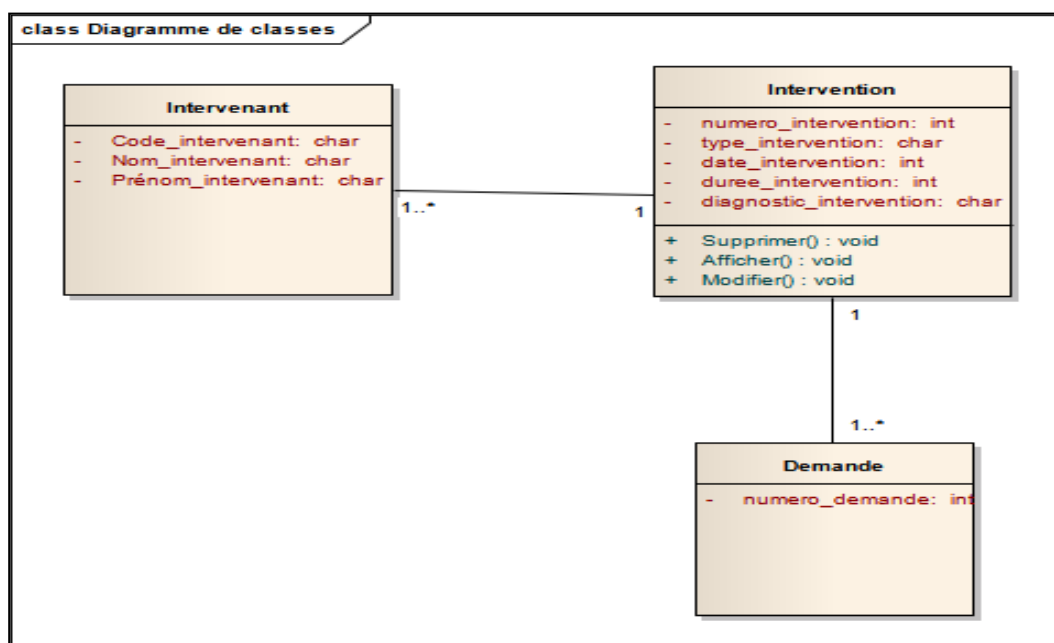 class Diagramme de classes
Intervenant
- Code_intervenant: char
- Nom_intervenant: char
- Prénom_intervenant: char
1..*
1
Intervention
- numero_intervention: int
- type_intervention: char
- date_intervention: int
- duree_intervention: int
- diagnostic_intervention: char
+ Supprimer() : void
+ Afficher() : void
+ Modifier() : void
1
1..*
Demande
- numero_demande: int